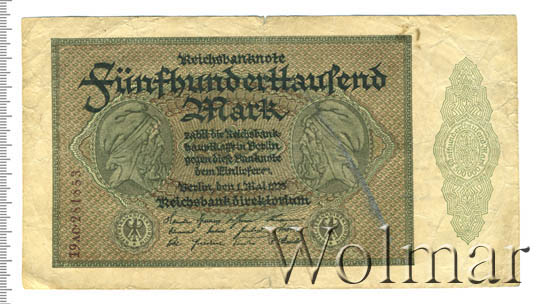 Reichsbanknote
Fünfhunderttausend
Mark
zahlt die Reichsbank-
hauptkasse in Berlin
gegen diese Banknote
dem Einlieferer
Berlin, den 1. Mai 1923
Reichsbankdirektorium
Wolmar